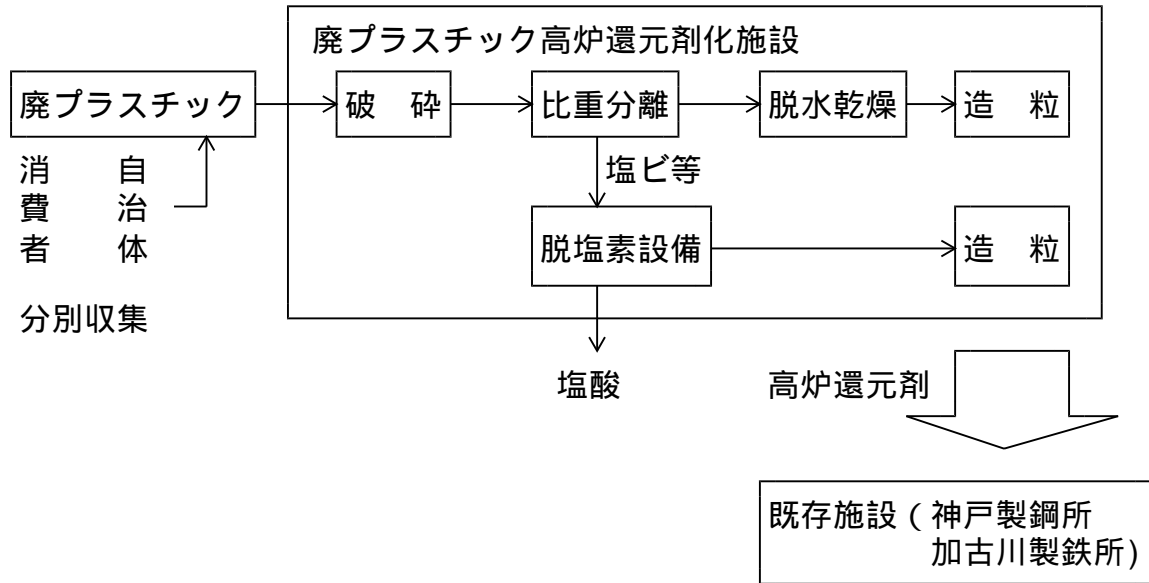 廃プラスチック高炉還元剤化施設
廃プラスチック
破　砕
比重分離
脱水乾燥
造　粒
消　　自
費　　治
者　　体
塩ビ等
脱塩素設備
造　粒
分別収集
塩酸
高炉還元剤
既存施設（神戸製鋼所
加古川製鉄所)